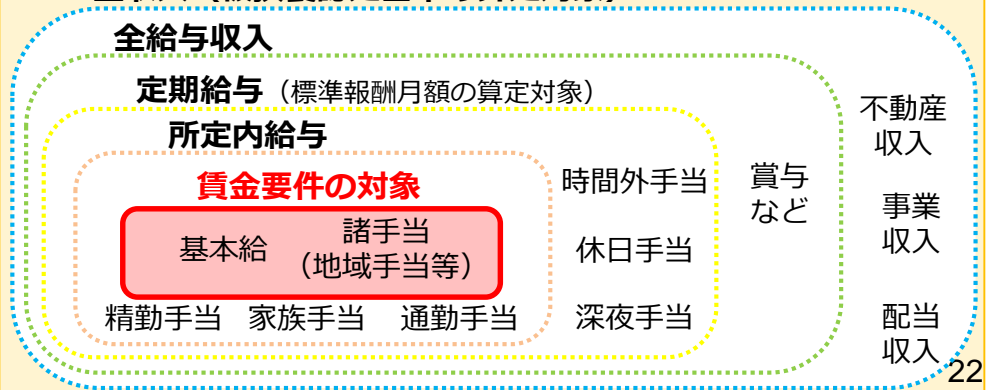 全給与収入
定期給与（標準報酬月額の算定対象）
所定内給与
賃金要件の対象
基本給
諸手当
（地域手当等）
精勤手当 家族手当 通勤手当
時間外手当
休日手当
深夜手当
賞与
など
不動産
収入
事業
収入
配当
収入
22